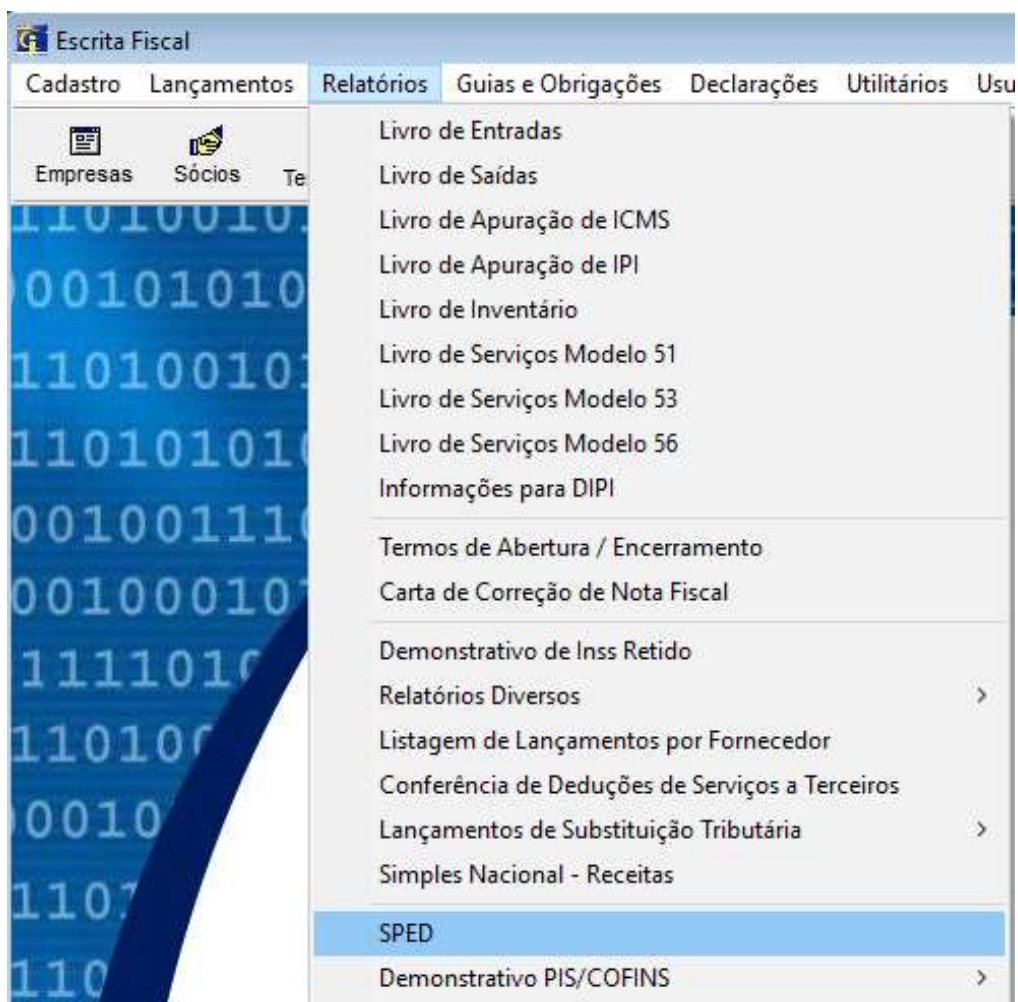 Escrita Fiscal
Cadastro Lançamentos Relatórios Guias e Obrigações Declarações Utilitários
Empresas Sócios
Livro de Entradas
Livro de Saídas
Livro de Apuração de ICMS
Livro de Apuração de IPI
Livro de Inventário
Livro de Serviços Modelo 51
Livro de Serviços Modelo 53
Livro de Serviços Modelo 56
Informações para DIPI
Termos de Abertura / Encerramento
Carta de Correção de Nota Fiscal
Demonstrativo de Inss Retido
Relatórios Diversos
Listagem de Lançamentos por Fornecedor
Conferência de Deduções de Serviços a Terceiros
Lançamentos de Substituição Tributária
Simples Nacional - Receitas
SPED
Demonstrativo PIS/COFINS